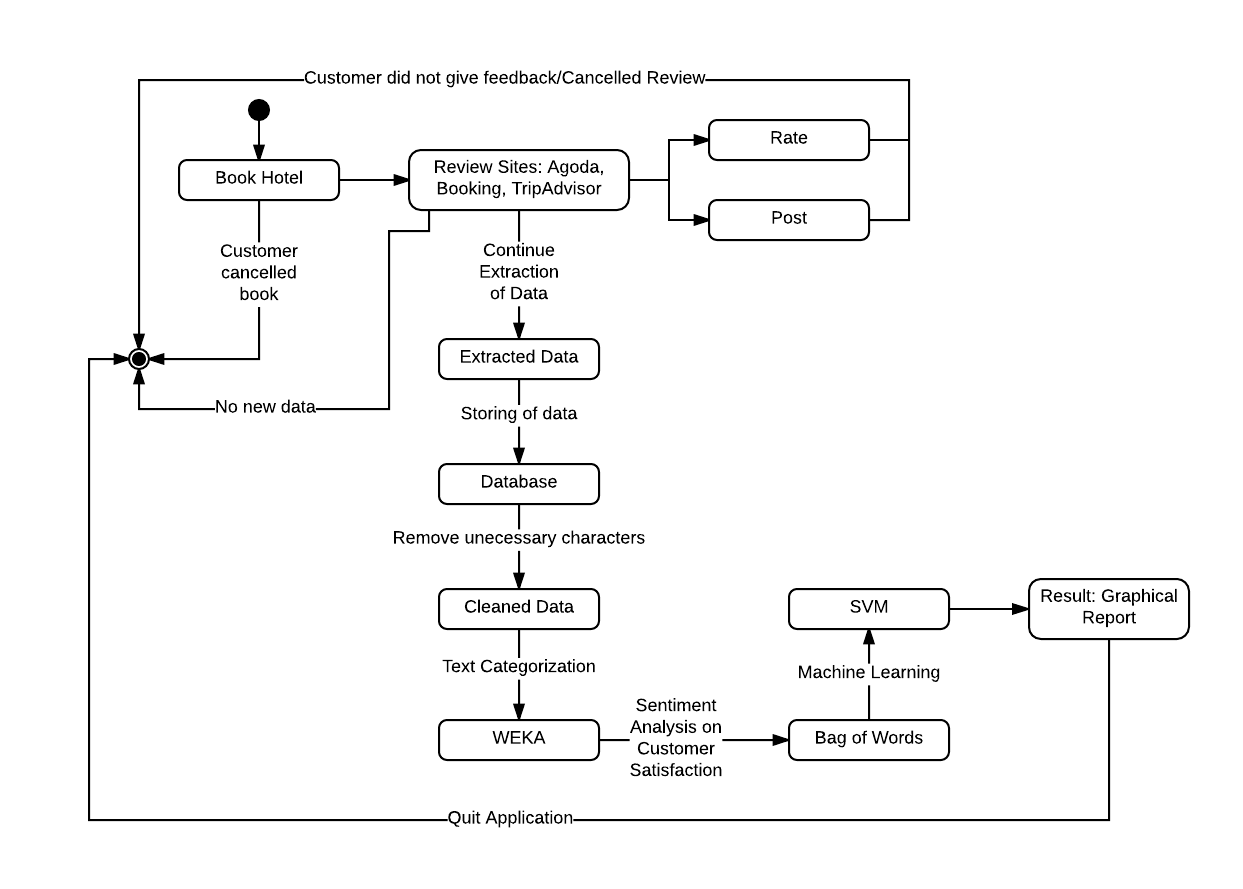 Customer did not give feedback/Cancelled Review
Book Hotel
Review Sites: Agoda,
Booking, TripAdvisor
Rate
Post
Customer
cancelled
book
Continue
Extraction
of Data
Extracted Data
No new data
Storing of data
Database
Remove unecessary characters
Cleaned Data
SVM
Result: Graphical
Report
Text Categorization
Machine Learning
WEKA
Sentiment
Analysis on
Customer
Satisfaction
Bag of Words
Quit Application